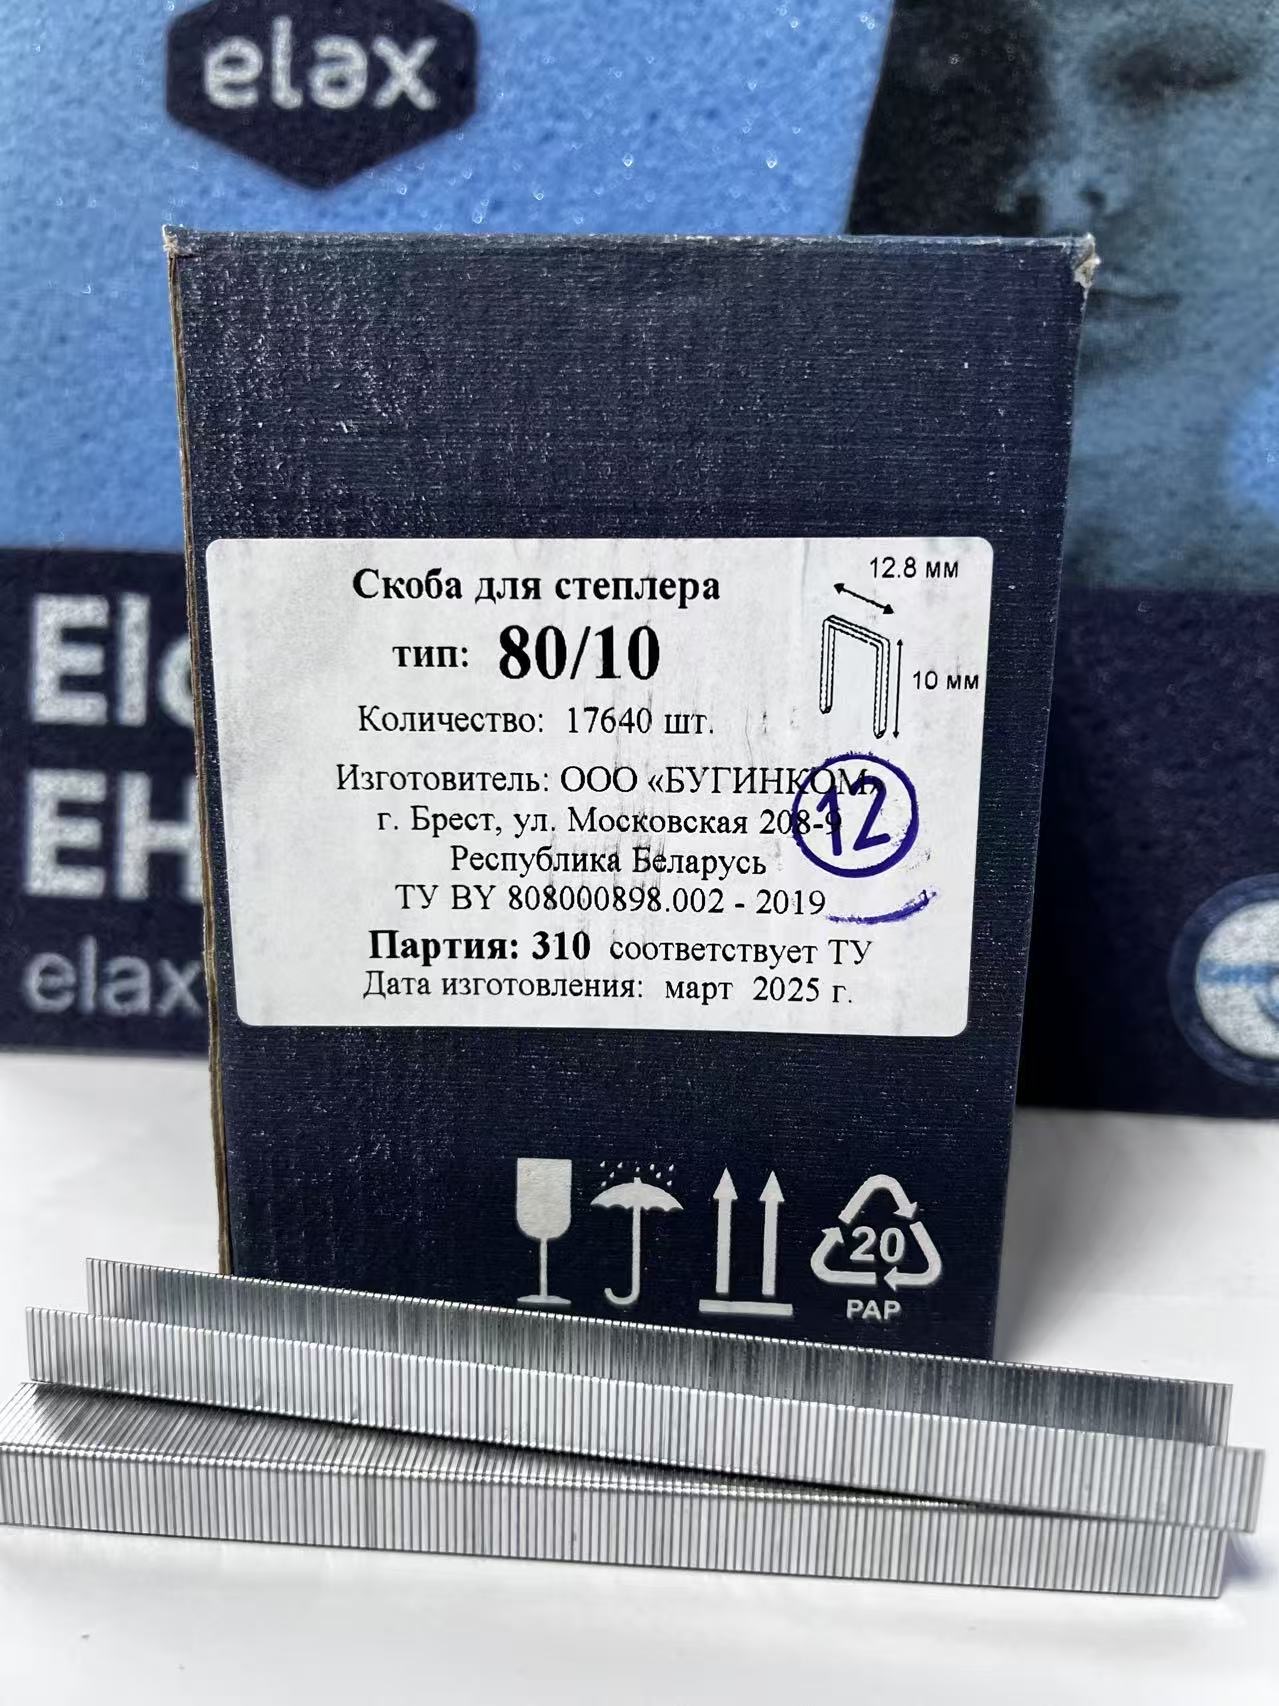 elax
Скоба для степлера
тип: 80/10
Количество: 17640 шт.
12.8 мм
10 мм
Изготовитель: ООО «БУГИНКОМ»
г. Брест, ул. Московская 208-9
Республика Беларусь
ТУ BY 808000898.002 - 2019
Партия: 310 соответствует ТУ
Дата изготовления: март 2025 г.
12
20
PAP
elax